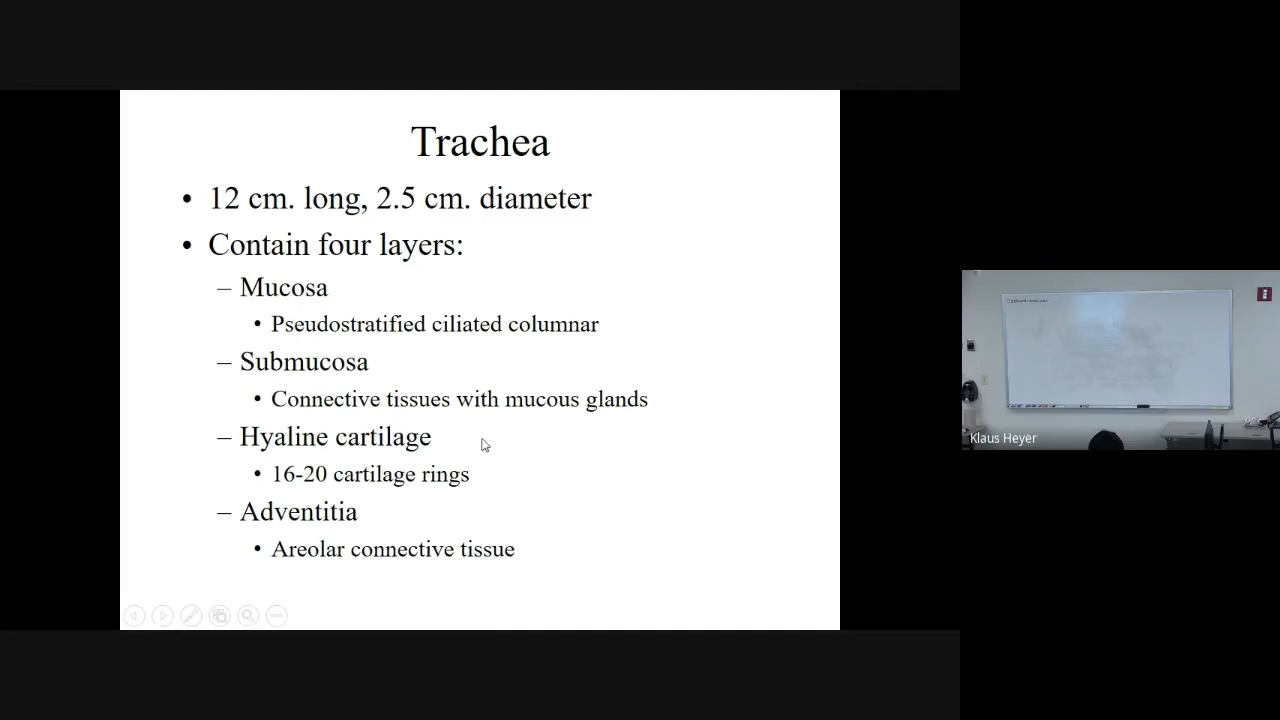 Trachea
• 12 cm. long, 2.5 cm. diameter
• Contain four layers:
– Mucosa
• Pseudostratified ciliated columnar
– Submucosa
• Connective tissues with mucous glands
– Hyaline cartilage
• 16-20 cartilage rings
– Adventitia
• Areolar connective tissue
Klaus Heyer